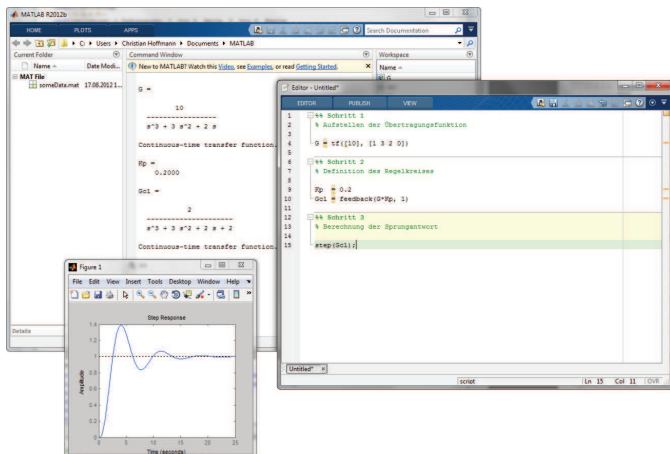 MATLAB R2012b
HOME PLOTS APPS
Search Documentation
C: Users Christian Hoffmann Documents MATLAB
Current Folder
Name Date Modi...
MAT File
someData.mat 17.08.2012 1...
Details
Command Window
New to MATLAB? Watch this Video, see Examples, or read Getting Started.
G =
10
-----------------
s^3 + 3 s^2 + 2 s
Continuous-time transfer function.
Kp =
0.2000
Gcl =
2
---------------------
s^3 + 3 s^2 + 2 s + 2
Continuous-time transfer function.
Workspace
Name
G
Editor - Untitled*
EDITOR PUBLISH VIEW
1 %% Schritt 1
2 % Aufstellen der Übertragungsfunktion
3
4 G = tf([10], [1 3 2 0])
5
6 %% Schritt 2
7 % Definition des Regelkreises
8
9 Kp = 0.2
10 Gcl = feedback(G*Kp, 1)
11
12 %% Schritt 3
13 % Berechnung der Sprungantwort
14
15 step(Gcl);
Untitled*
script Ln 15 Col 11 OVR
Figure 1
File Edit View Insert Tools Desktop Window Help
Step Response
Amplitude
1.4
1.2
1
0.8
0.6
0.4
0.2
0
0 5 10 15 20 25
Time (seconds)